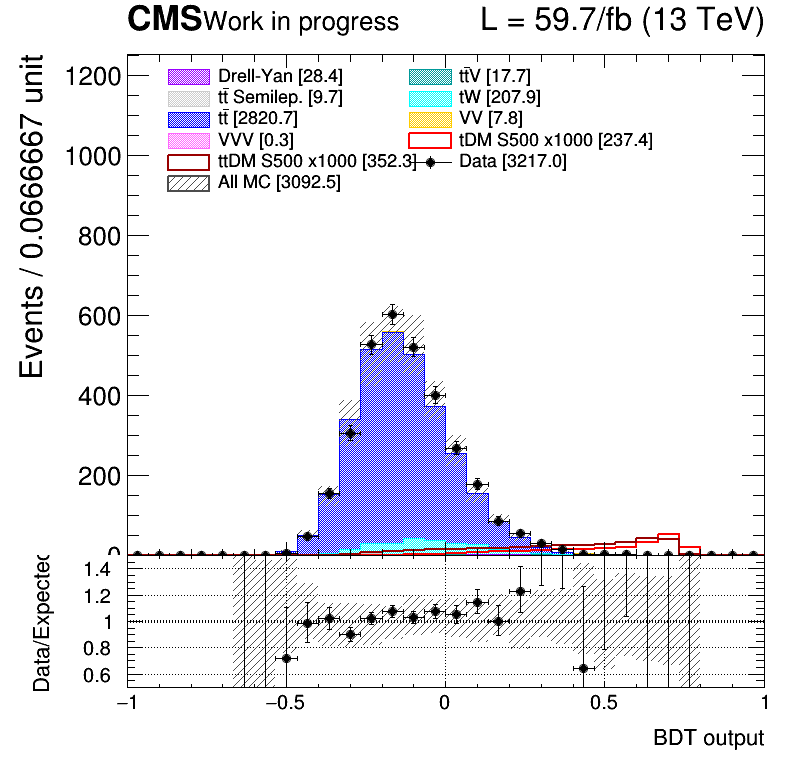 CMS Work in progress L = 59.7/fb (13 TeV)
Events / 0.0666667 unit
1200
1000
800
600
400
200
0
Drell-Yan [28.4]
tt̄V [17.7]
tt̄ Semilep. [9.7]
tW [207.9]
tt̄ [2820.7]
VV [7.8]
VVV [0.3]
tDM S500 x1000 [237.4]
ttDM S500 x1000 [352.3]
Data [3217.0]
All MC [3092.5]
Data/Expected
1.4
1.2
1
0.8
0.6
−1 −0.5 0 0.5 1
BDT output